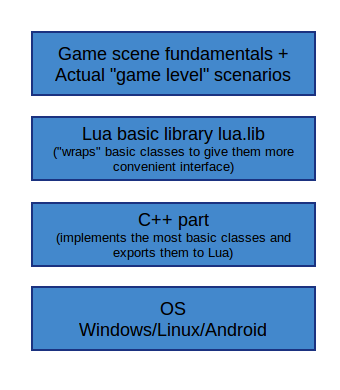 Game scene fundamentals +
Actual "game level" scenarios
Lua basic library lua.lib
("wraps" basic classes to give them more
convenient interface)
C++ part
(implements the most basic classes and
exports them to Lua)
OS
Windows/Linux/Android